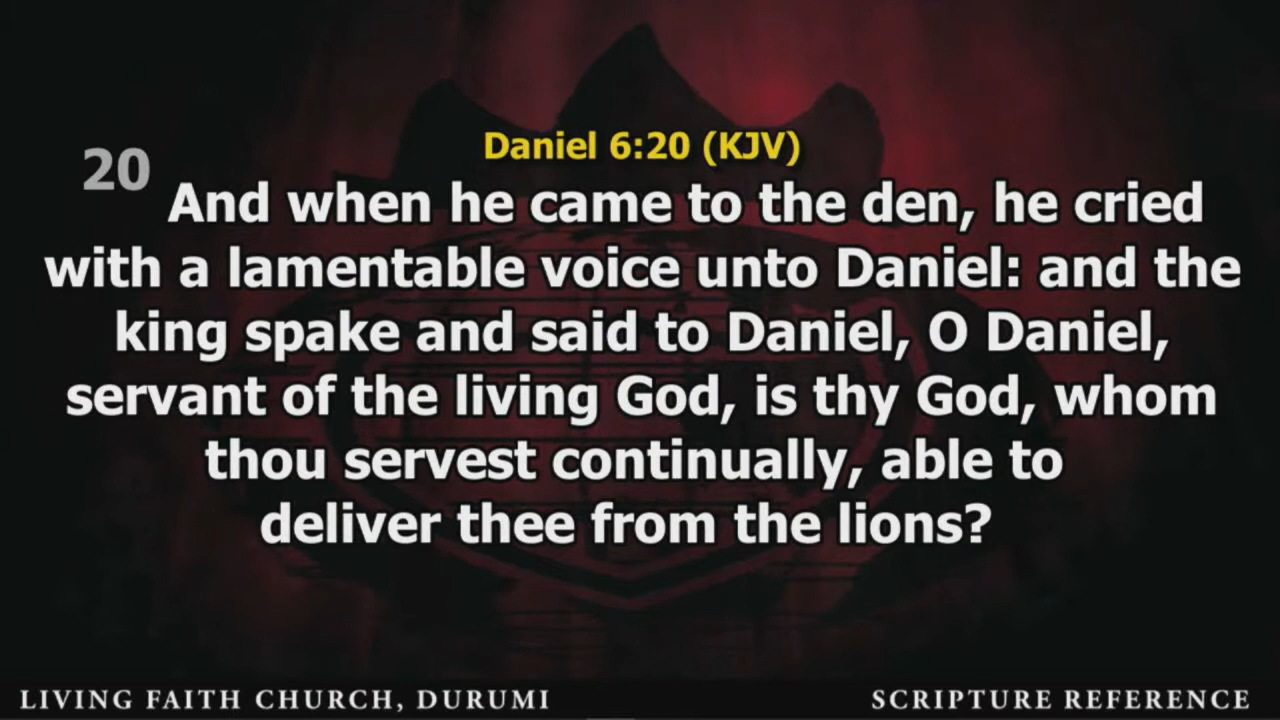 Daniel 6:20 (KJV)
20 And when he came to the den, he cried
with a lamentable voice unto Daniel: and the
king spake and said to Daniel, O Daniel,
servant of the living God, is thy God, whom
thou servest continually, able to
deliver thee from the lions?
LIVING FAITH CHURCH, DURUMI
SCRIPTURE REFERENCE